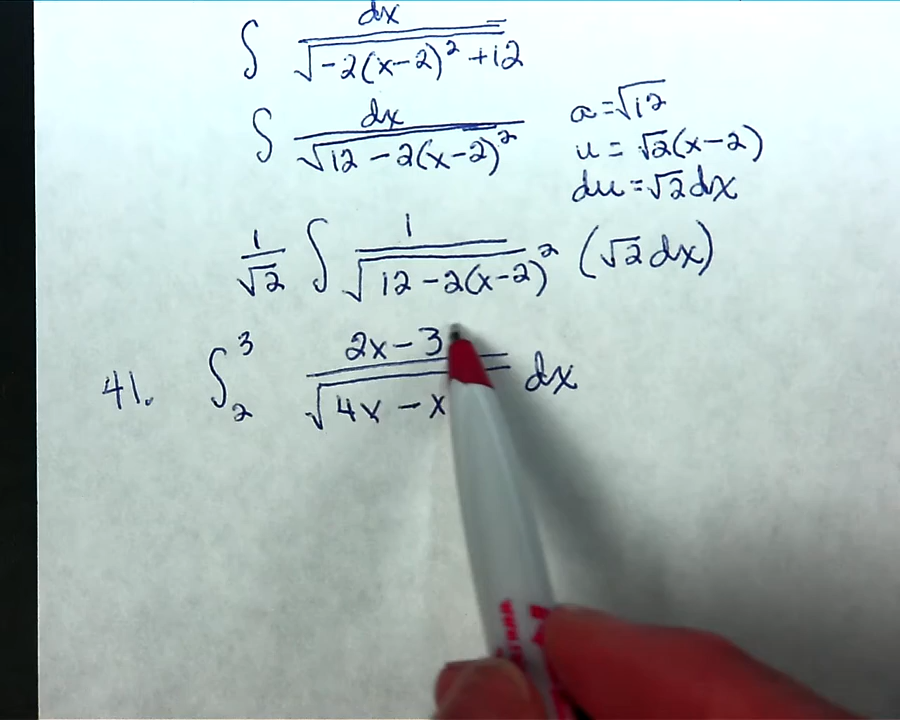 ∫ dx / √(-2(x-2)² + 12)
∫ dx / √(12 - 2(x-2)²)
a = √12
u = √2(x-2)
du = √2 dx
1/√2 ∫ 1 / √(12 - 2(x-2)²) (√2 dx)
41. ∫₂³ (2x - 3) / √(4x - x dx